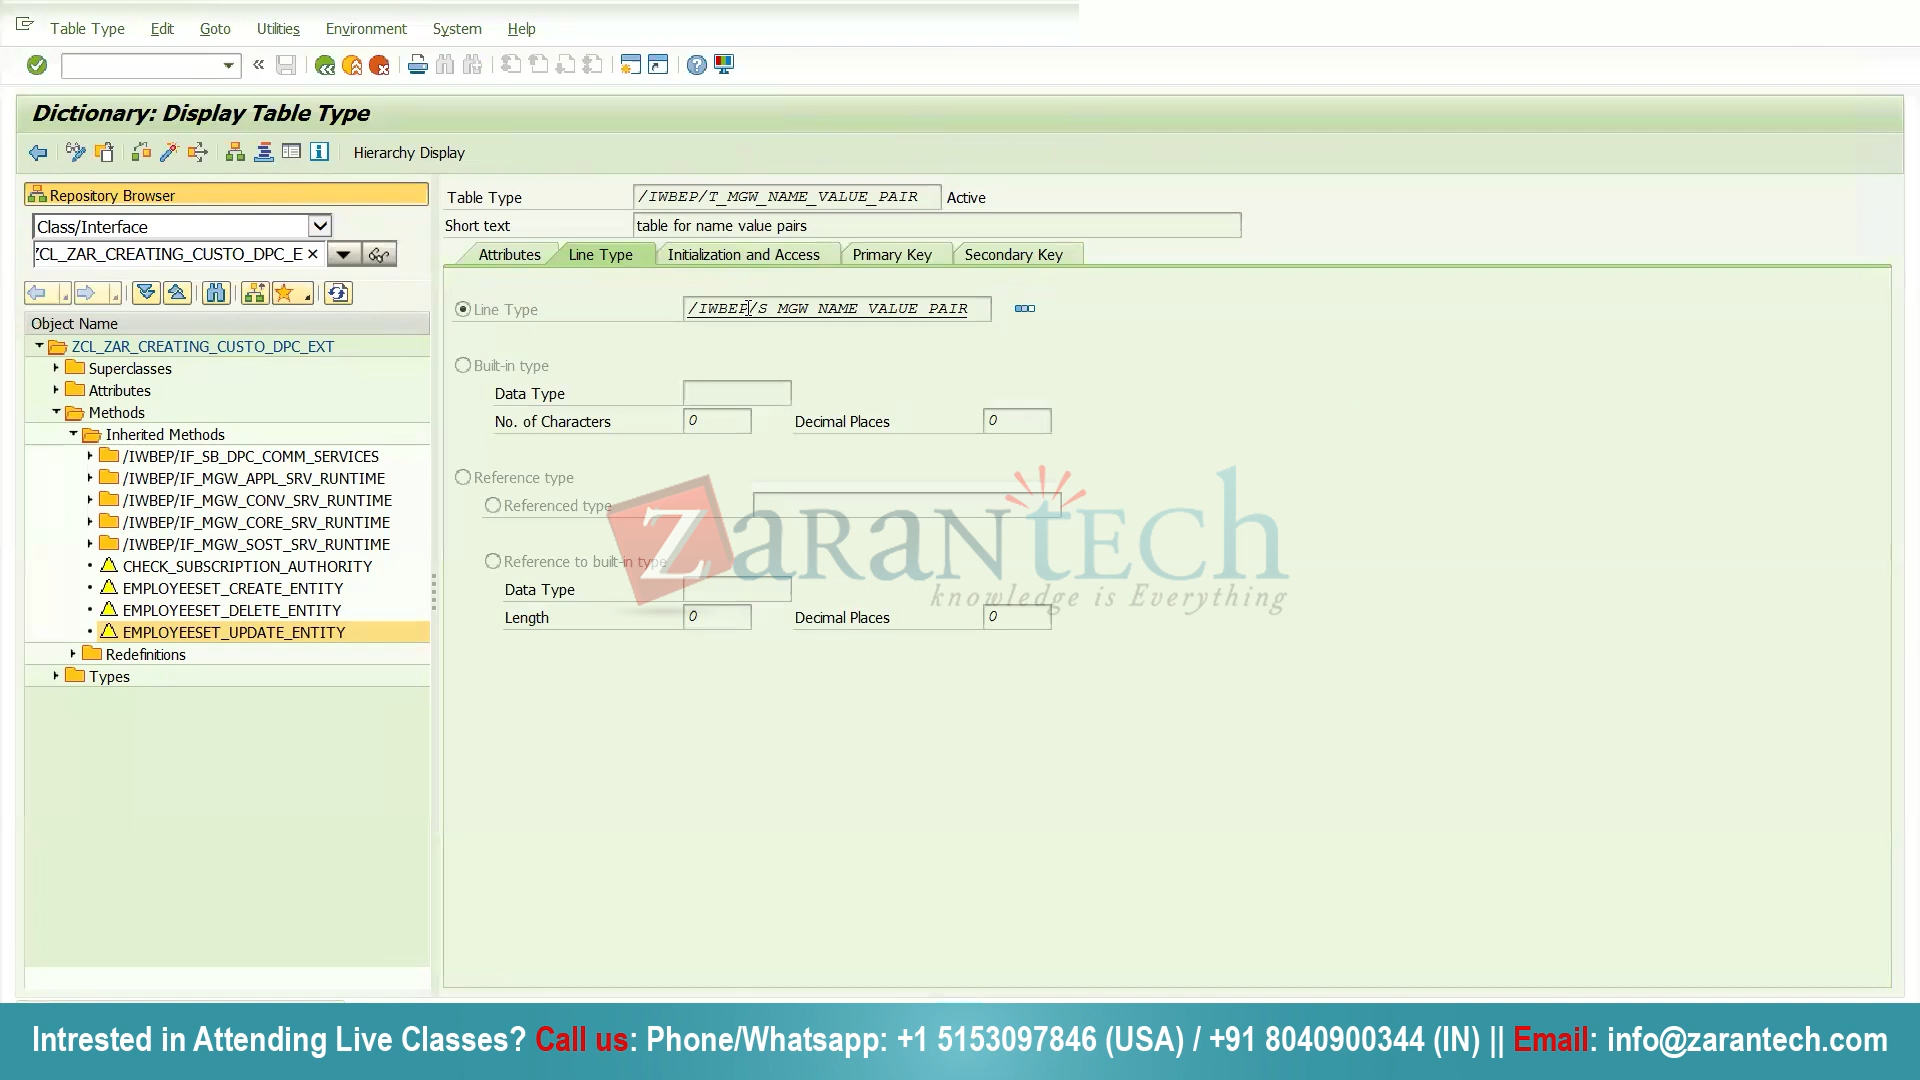 Table Type Edit Goto Utilities Environment System Help
Dictionary: Display Table Type
Hierarchy Display
Repository Browser
Class/Interface
ZCL_ZAR_CREATING_CUSTO_DPC_E
Object Name
ZCL_ZAR_CREATING_CUSTO_DPC_EXT
Superclasses
Attributes
Methods
Inherited Methods
/IWBEP/IF_SB_DPC_COMM_SERVICES
/IWBEP/IF_MGW_APPL_SRV_RUNTIME
/IWBEP/IF_MGW_CONV_SRV_RUNTIME
/IWBEP/IF_MGW_CORE_SRV_RUNTIME
/IWBEP/IF_MGW_SOST_SRV_RUNTIME
CHECK_SUBSCRIPTION_AUTHORITY
EMPLOYEESET_CREATE_ENTITY
EMPLOYEESET_DELETE_ENTITY
EMPLOYEESET_UPDATE_ENTITY
Redefinitions
Types
Table Type /IWBEP/T_MGW_NAME_VALUE_PAIR Active
Short text table for name value pairs
Attributes Line Type Initialization and Access Primary Key Secondary Key
Line Type /IWBEP/S_MGW_NAME_VALUE_PAIR
Built-in type
Data Type
No. of Characters 0 Decimal Places 0
Reference type
Referenced type
Reference to built-in type
Data Type
Length 0 Decimal Places 0
ZaranTech
knowledge is Everything
Intrested in Attending Live Classes? Call us: Phone/Whatsapp: +1 5153097846 (USA) / +91 8040900344 (IN) || Email: info@zarantech.com